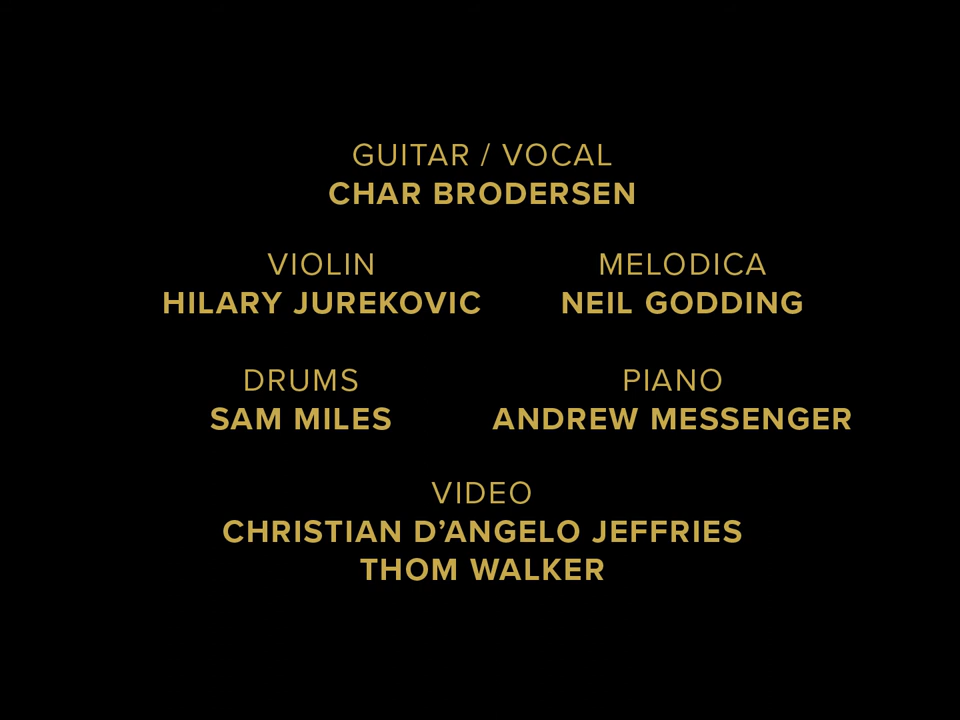 GUITAR / VOCAL
CHAR BRODERSEN
VIOLIN
HILARY JUREKOVIC
MELODICA
NEIL GODDING
DRUMS
SAM MILES
PIANO
ANDREW MESSENGER
VIDEO
CHRISTIAN D’ANGELO JEFFRIES
THOM WALKER